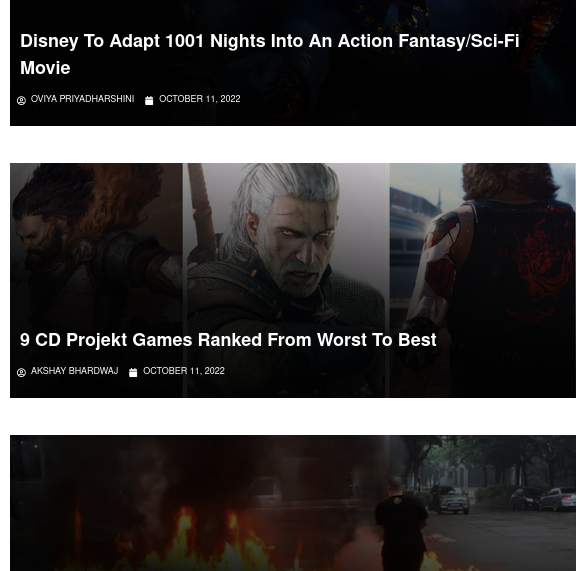 Disney To Adapt 1001 Nights Into An Action Fantasy/Sci-Fi
Movie
OVIYA PRIYADHARSHINI OCTOBER 11, 2022
9 CD Projekt Games Ranked From Worst To Best
AKSHAY BHARDWAJ OCTOBER 11, 2022